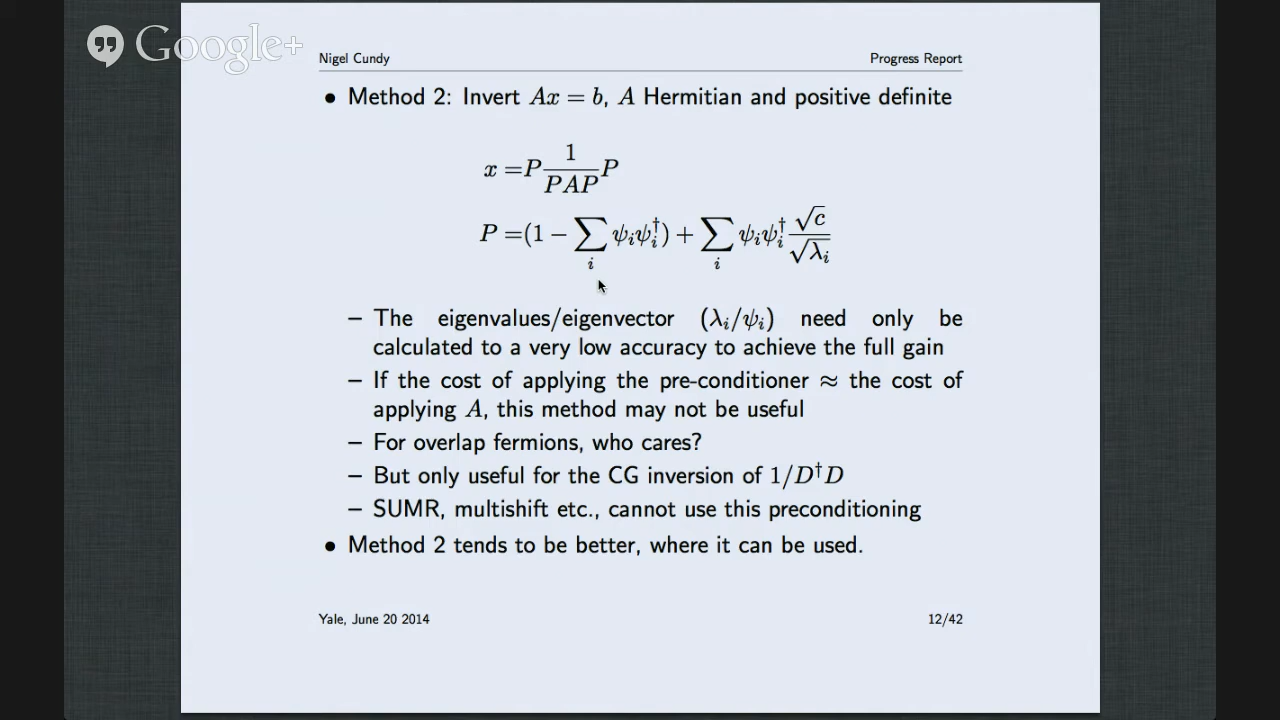 Google+
Nigel Cundy Progress Report
• Method 2: Invert Ax = b, A Hermitian and positive definite
x =P 1/PAP P
P =(1 − ∑_i ψ_iψ_i^†) + ∑_i ψ_iψ_i^† √c/√λ_i
– The eigenvalues/eigenvector (λ_i/ψ_i) need only be
calculated to a very low accuracy to achieve the full gain
– If the cost of applying the pre-conditioner ≈ the cost of
applying A, this method may not be useful
– For overlap fermions, who cares?
– But only useful for the CG inversion of 1/D†D
– SUMR, multishift etc., cannot use this preconditioning
• Method 2 tends to be better, where it can be used.
Yale, June 20 2014 12/42